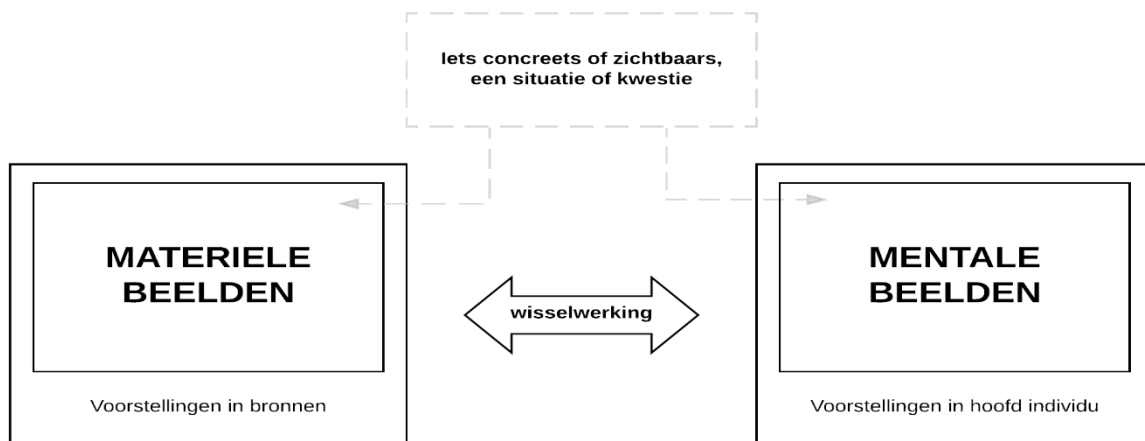 Iets concreets of zichtbaars,
een situatie of kwestie
MATERIELE
BEELDEN
Voorstellingen in bronnen
wisselwerking
MENTALE
BEELDEN
Voorstellingen in hoofd individu